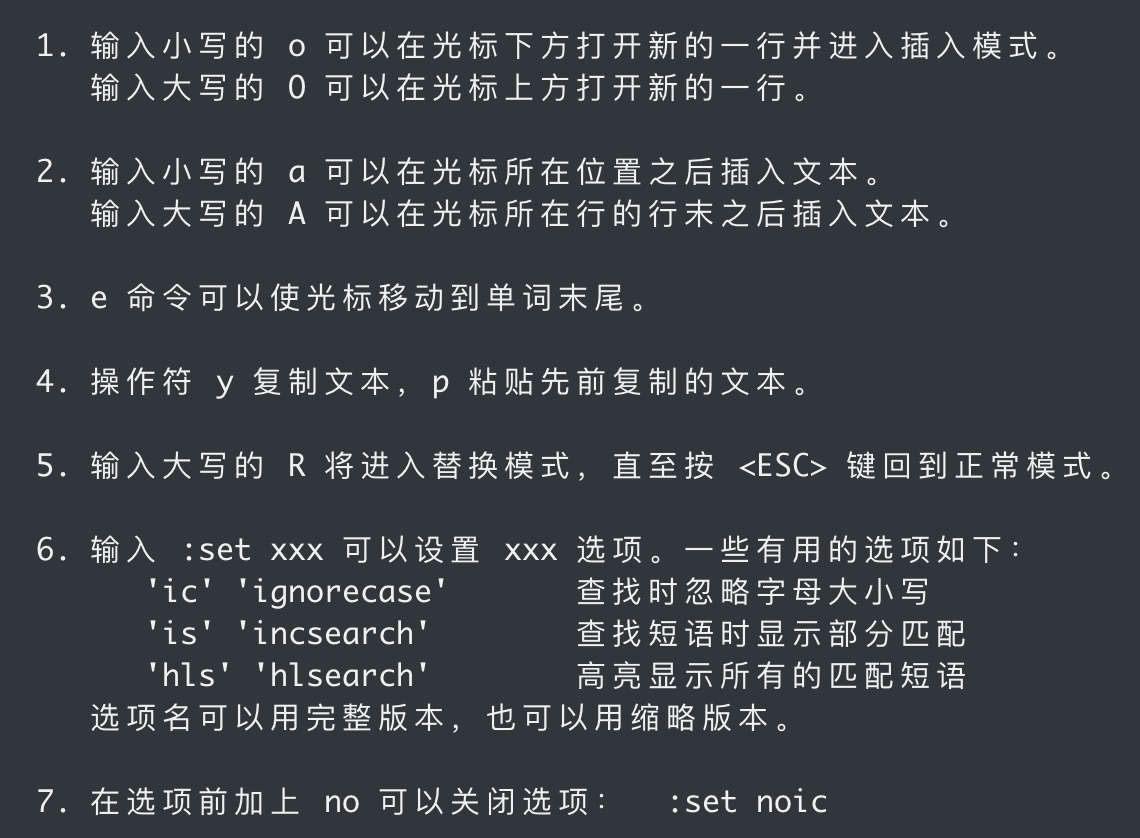 1. 输入小写的 o 可以在光标下方打开新的一行并进入插入模式。
输入大写的 O 可以在光标上方打开新的一行。
2. 输入小写的 a 可以在光标所在位置之后插入文本。
输入大写的 A 可以在光标所在行的行末之后插入文本。
3. e 命令可以使光标移动到单词末尾。
4. 操作符 y 复制文本，p 粘贴先前复制的文本。
5. 输入大写的 R 将进入替换模式，直至按 <ESC> 键回到正常模式。
6. 输入 :set xxx 可以设置 xxx 选项。一些有用的选项如下：
'ic' 'ignorecase' 查找时忽略字母大小写
'is' 'incsearch' 查找短语时显示部分匹配
'hls' 'hlsearch' 高亮显示所有的匹配短语
选项名可以用完整版本，也可以用缩略版本。
7. 在选项前加上 no 可以关闭选项： :set noic